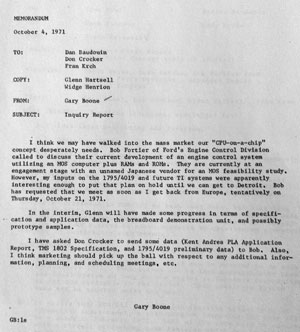 MEMORANDUM
October 4, 1971
TO: Dan Baudouin
Don Crocker
Fran Krch
COPY: Glenn Hartsell
Widge Henrion
FROM: Gary Boone
SUBJECT: Inquiry Report
I think we may have walked into the mass market our "CPU-on-a-chip"
concept desperately needs. Bob Fortier of Ford's Engine Control Division
called to discuss their current development of an engine control system
utilizing an MOS computer plus RAMs and ROMs. They are currently at an
engagement stage with an unnamed Japanese vendor for an MOS feasibility study.
However, my inputs on the 1795/4019 and future TI systems were apparently
interesting enough to put that plan on hold until we can get to Detroit. Bob
has requested that we meet as soon as I get back from Europe, tentatively on
Thursday, October 21, 1971.
In the interim, Glenn will have made some progress in terms of specifi-
cation and application data, the breadboard demonstration unit, and possibly
prototype samples.
I have asked Don Crocker to send some data (Kent Andres PLA Application
Report, TMS 1802 Specification, and 1795/4019 preliminary data) to Bob. Also,
I think marketing should pick up the ball with respect to any additional infor-
mation, planning, and scheduling meetings, etc.
Gary Boone
GB:ls